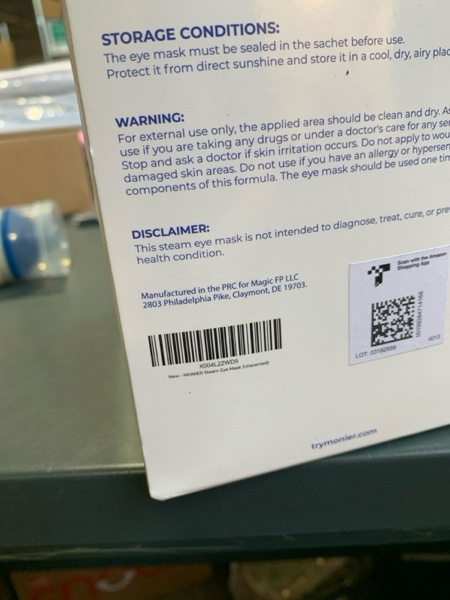 STORAGE CONDITIONS:
The eye mask must be sealed in the sachet before use.
Protect it from direct sunshine and store it in a cool, dry, airy plac
WARNING:
For external use only, the applied area should be clean and dry. As
use if you are taking any drugs or under a doctor's care for any ser
Stop and ask a doctor if skin irritation occurs. Do not apply to wou
damaged skin areas. Do not use if you have an allergy or hypersen
components of this formula. The eye mask should be used one tim
DISCLAIMER:
This steam eye mask is not intended to diagnose, treat, cure, or pre
health condition.
Manufactured in the PRC for Magic FP LLC
2803 Philadelphia Pike, Claymont, DE 19703.
X004L2ZWD9
New - MONIER Steam Eye Mask (Unscented)
Scan with the Amazon
Shopping App
LOT:
trymonier.com